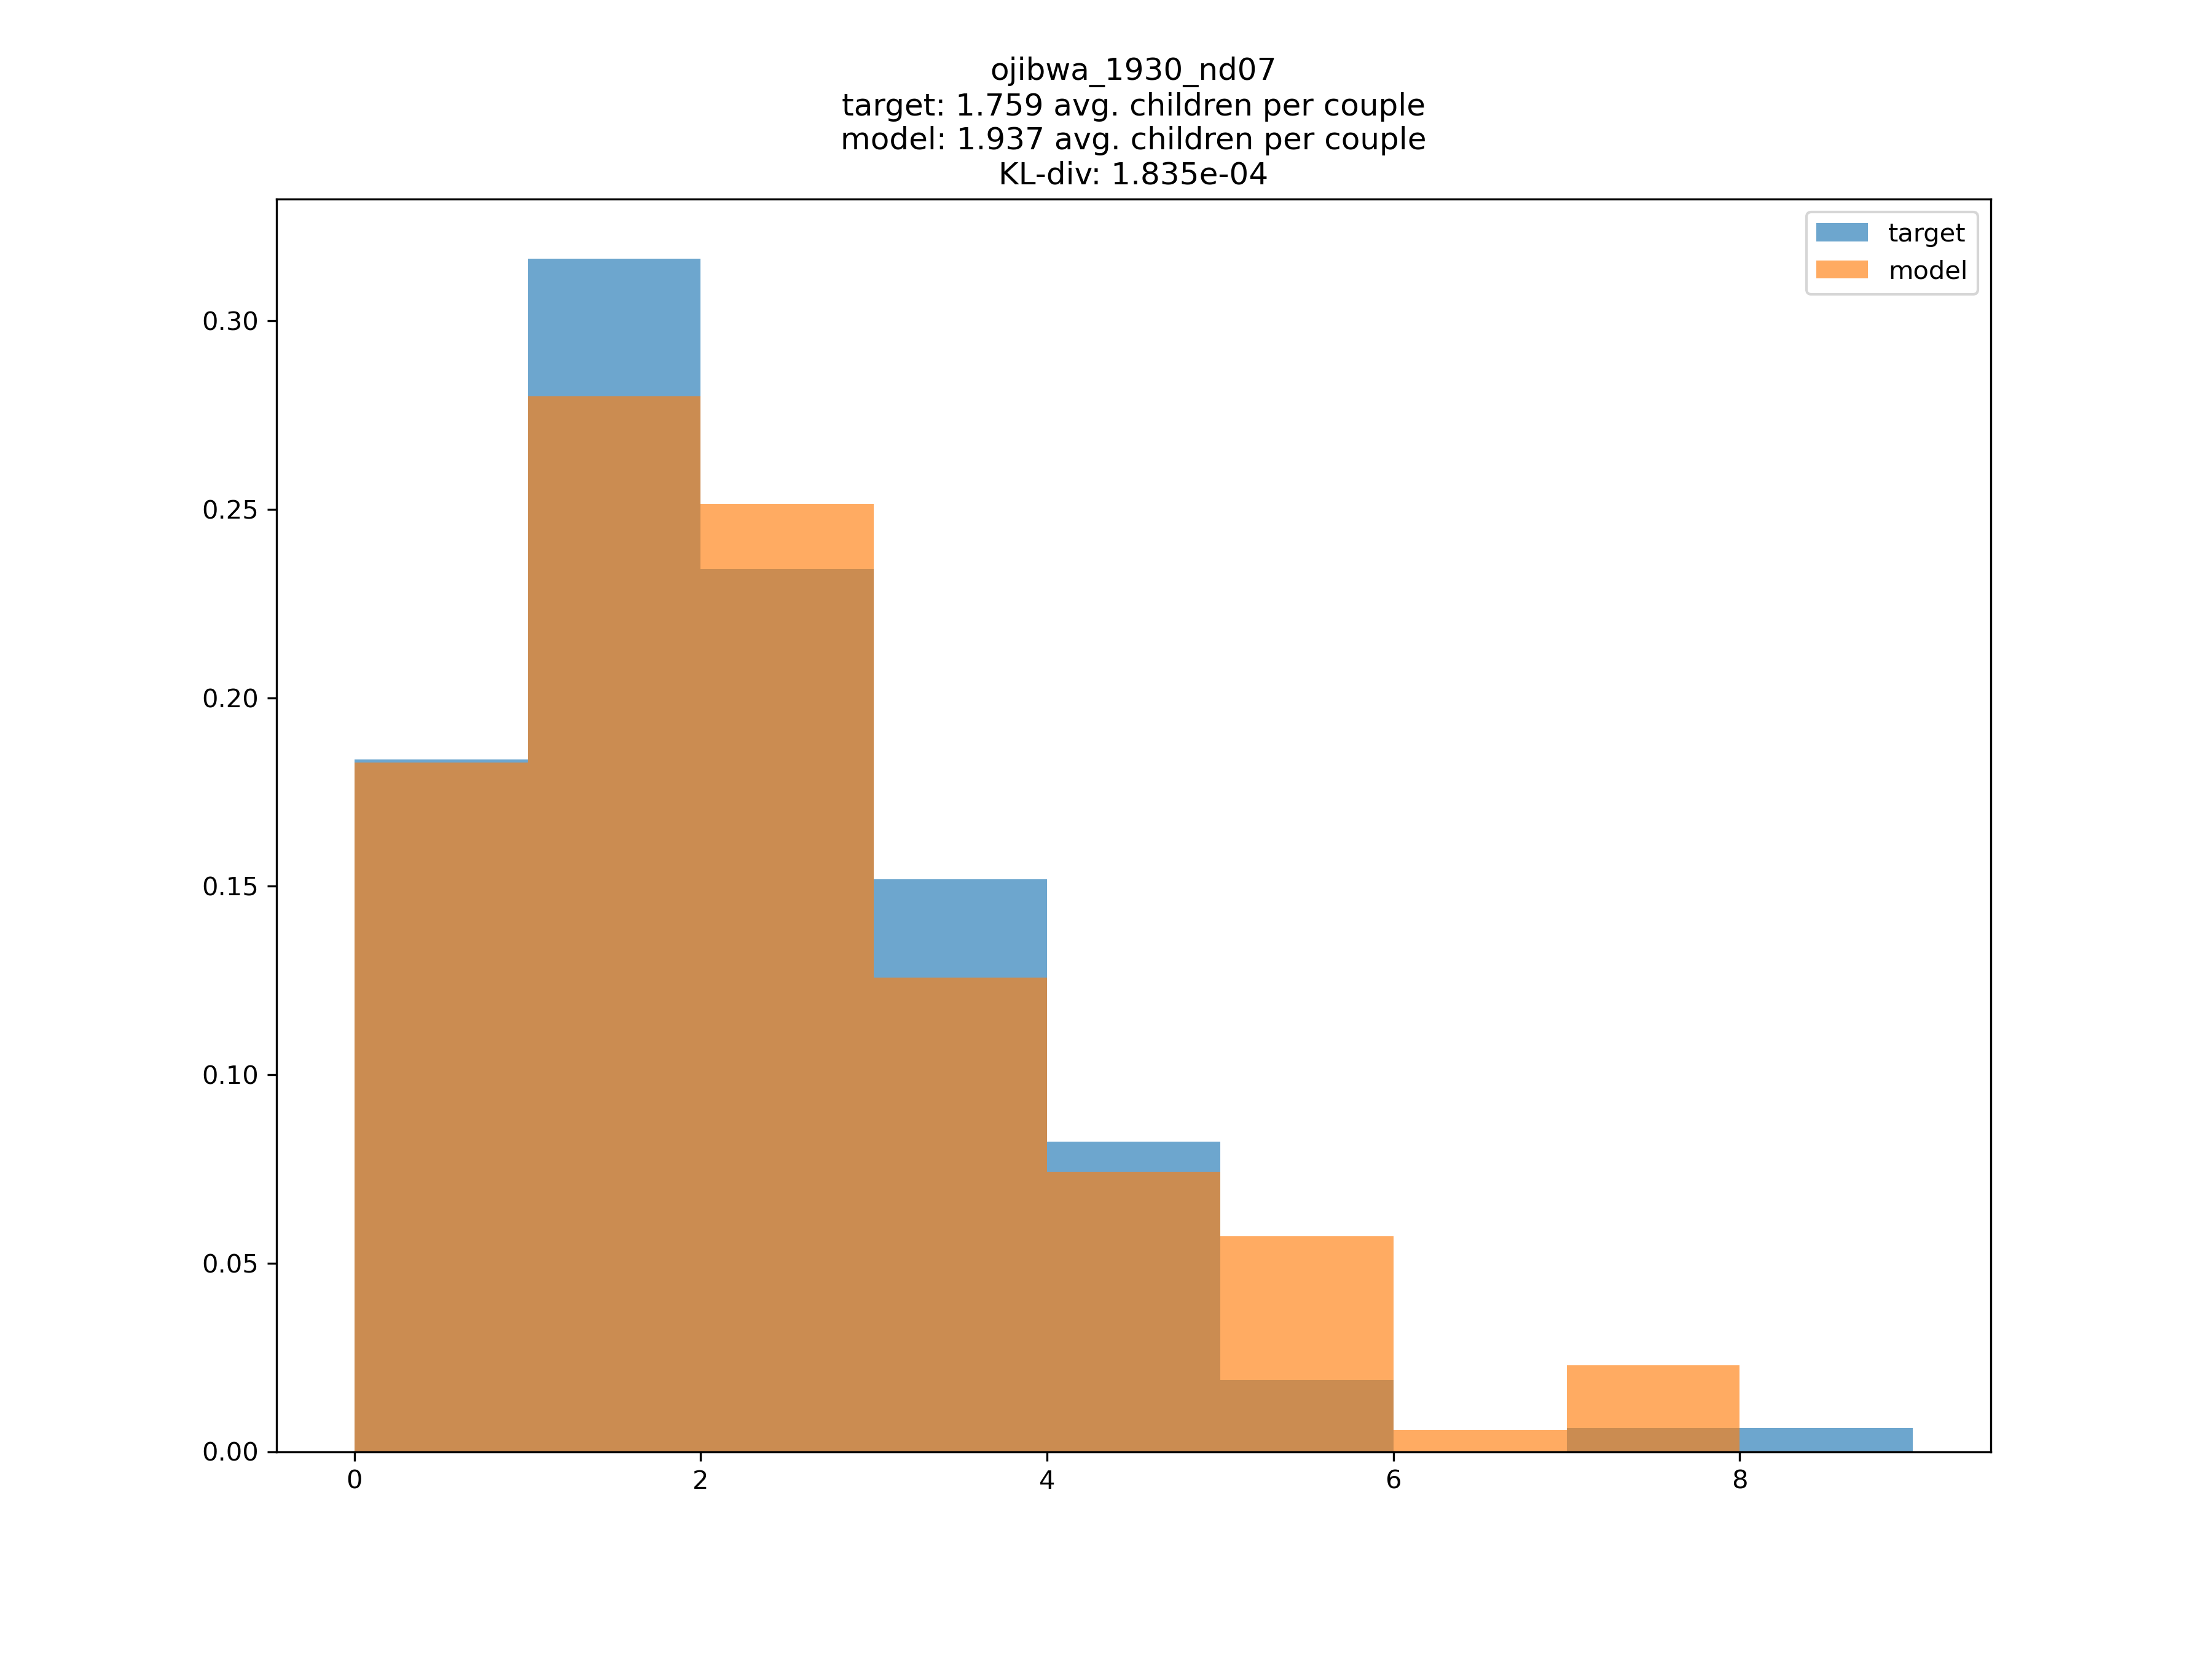 ojibwa_1930_nd07
target: 1.759 avg. children per couple
model: 1.937 avg. children per couple
KL-div: 1.835e-04
target
model
0.30
0.25
0.20
0.15
0.10
0.05
0.00
0 2 4 6 8